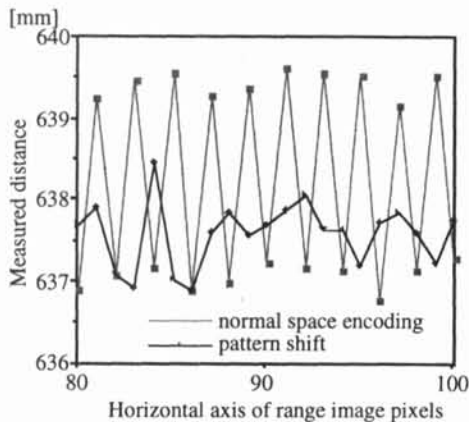 [mm]
640
639
638
637
636
Measured distance
normal space encoding
pattern shift
80
90
100
Horizontal axis of range image pixels